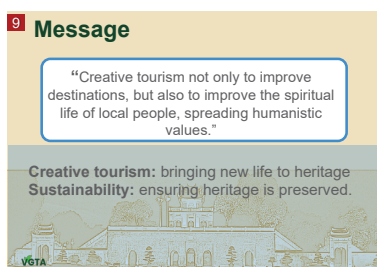 9
Message
“Creative tourism not only to improve
destinations, but also to improve the spiritual
life of local people, spreading humanistic
values.”
Creative tourism: bringing new life to heritage
Sustainability: ensuring heritage is preserved.
VGTA